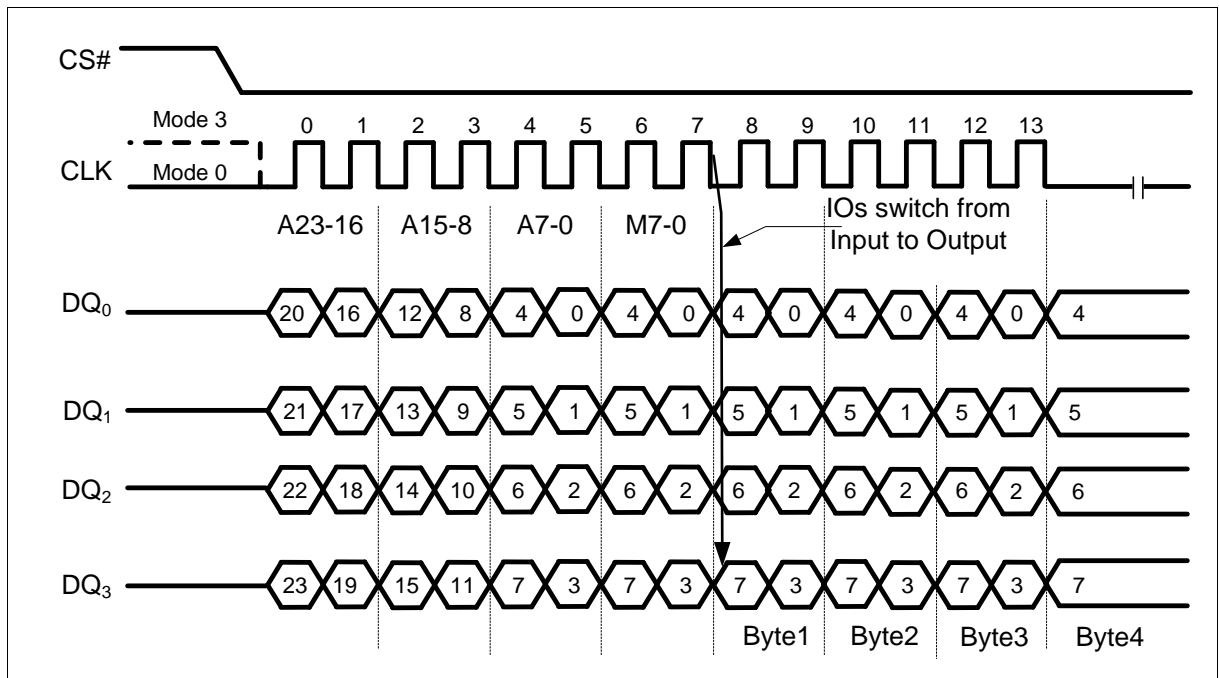 CS#
Mode 3
0 1 2 3 4 5 6 7 8 9 10 11 12 13
CLK
Mode 0
A23-16 A15-8 A7-0 M7-0
IOs switch from
Input to Output
DQ0 20 16 12 8 4 0 4 0 4 0 4 0 4 0 4
DQ1 21 17 13 9 5 1 5 1 5 1 5 1 5 1 5
DQ2 22 18 14 10 6 2 6 2 6 2 6 2 6 2 6
DQ3 23 19 15 11 7 3 7 3 7 3 7 3 7 3 7
Byte1 Byte2 Byte3 Byte4